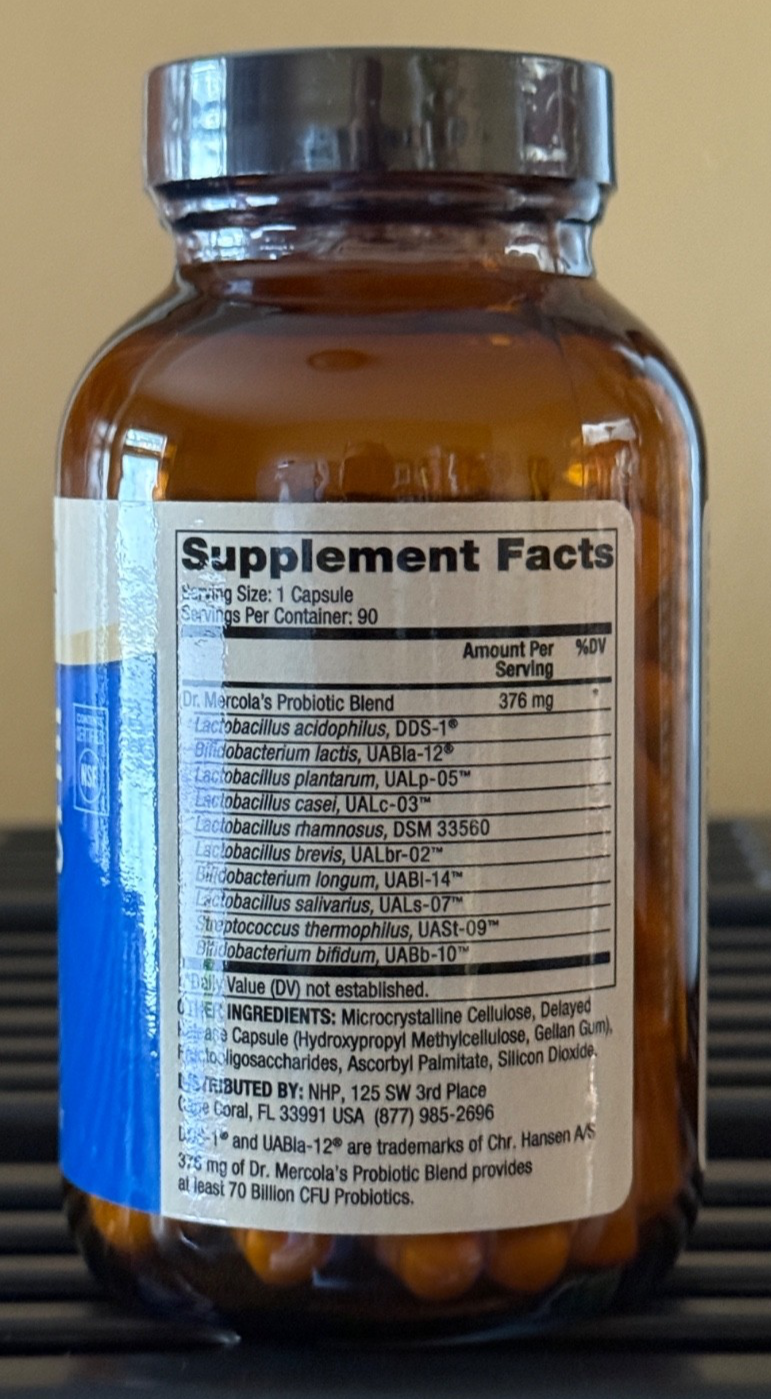 Supplement Facts
Serving Size: 1 Capsule
Servings Per Container: 90
Amount Per %DV
Serving
Dr. Mercola's Probiotic Blend 376 mg *
Lactobacillus acidophilus, DDS-1®
Bifidobacterium lactis, UABla-12®
Lactobacillus plantarum, UALp-05™
Lactobacillus casei, UALc-03™
Lactobacillus rhamnosus, DSM 33560
Lactobacillus brevis, UALbr-02™
Bifidobacterium longum, UABl-14™
Lactobacillus salivarius, UALs-07™
Streptococcus thermophilus, UASt-09™
Bifidobacterium bifidum, UABb-10™
*Daily Value (DV) not established.
OTHER INGREDIENTS: Microcrystalline Cellulose, Delayed
Release Capsule (Hydroxypropyl Methylcellulose, Gellan Gum),
Fructooligosaccharides, Ascorbyl Palmitate, Silicon Dioxide.
DISTRIBUTED BY: NHP, 125 SW 3rd Place
Cape Coral, FL 33991 USA (877) 985-2696
DDS-1® and UABla-12® are trademarks of Chr. Hansen A/S
376 mg of Dr. Mercola's Probiotic Blend provides
at least 70 Billion CFU Probiotics.
NSF